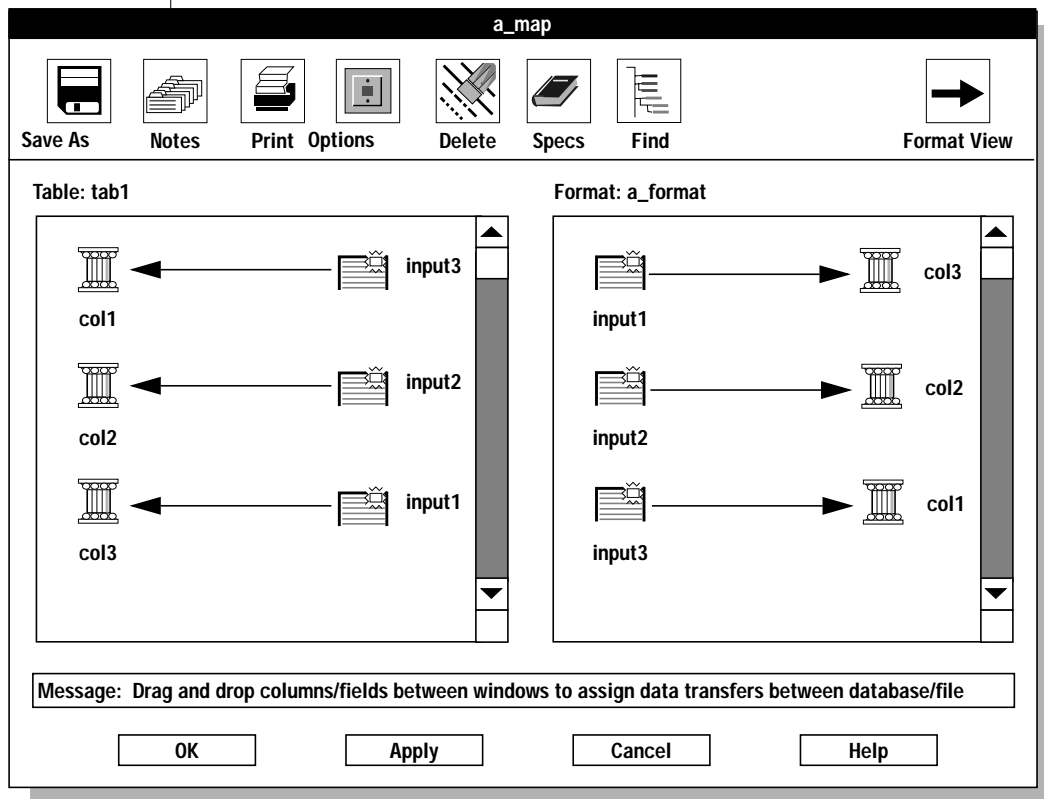 a_map
Save As Notes Print Options Delete Specs Find Format View
Table: tab1
input3
col1
input2
col2
input1
col3
Format: a_format
col3
input1
col2
input2
col1
input3
Message: Drag and drop columns/fields between windows to assign data transfers between database/file
OK Apply Cancel Help